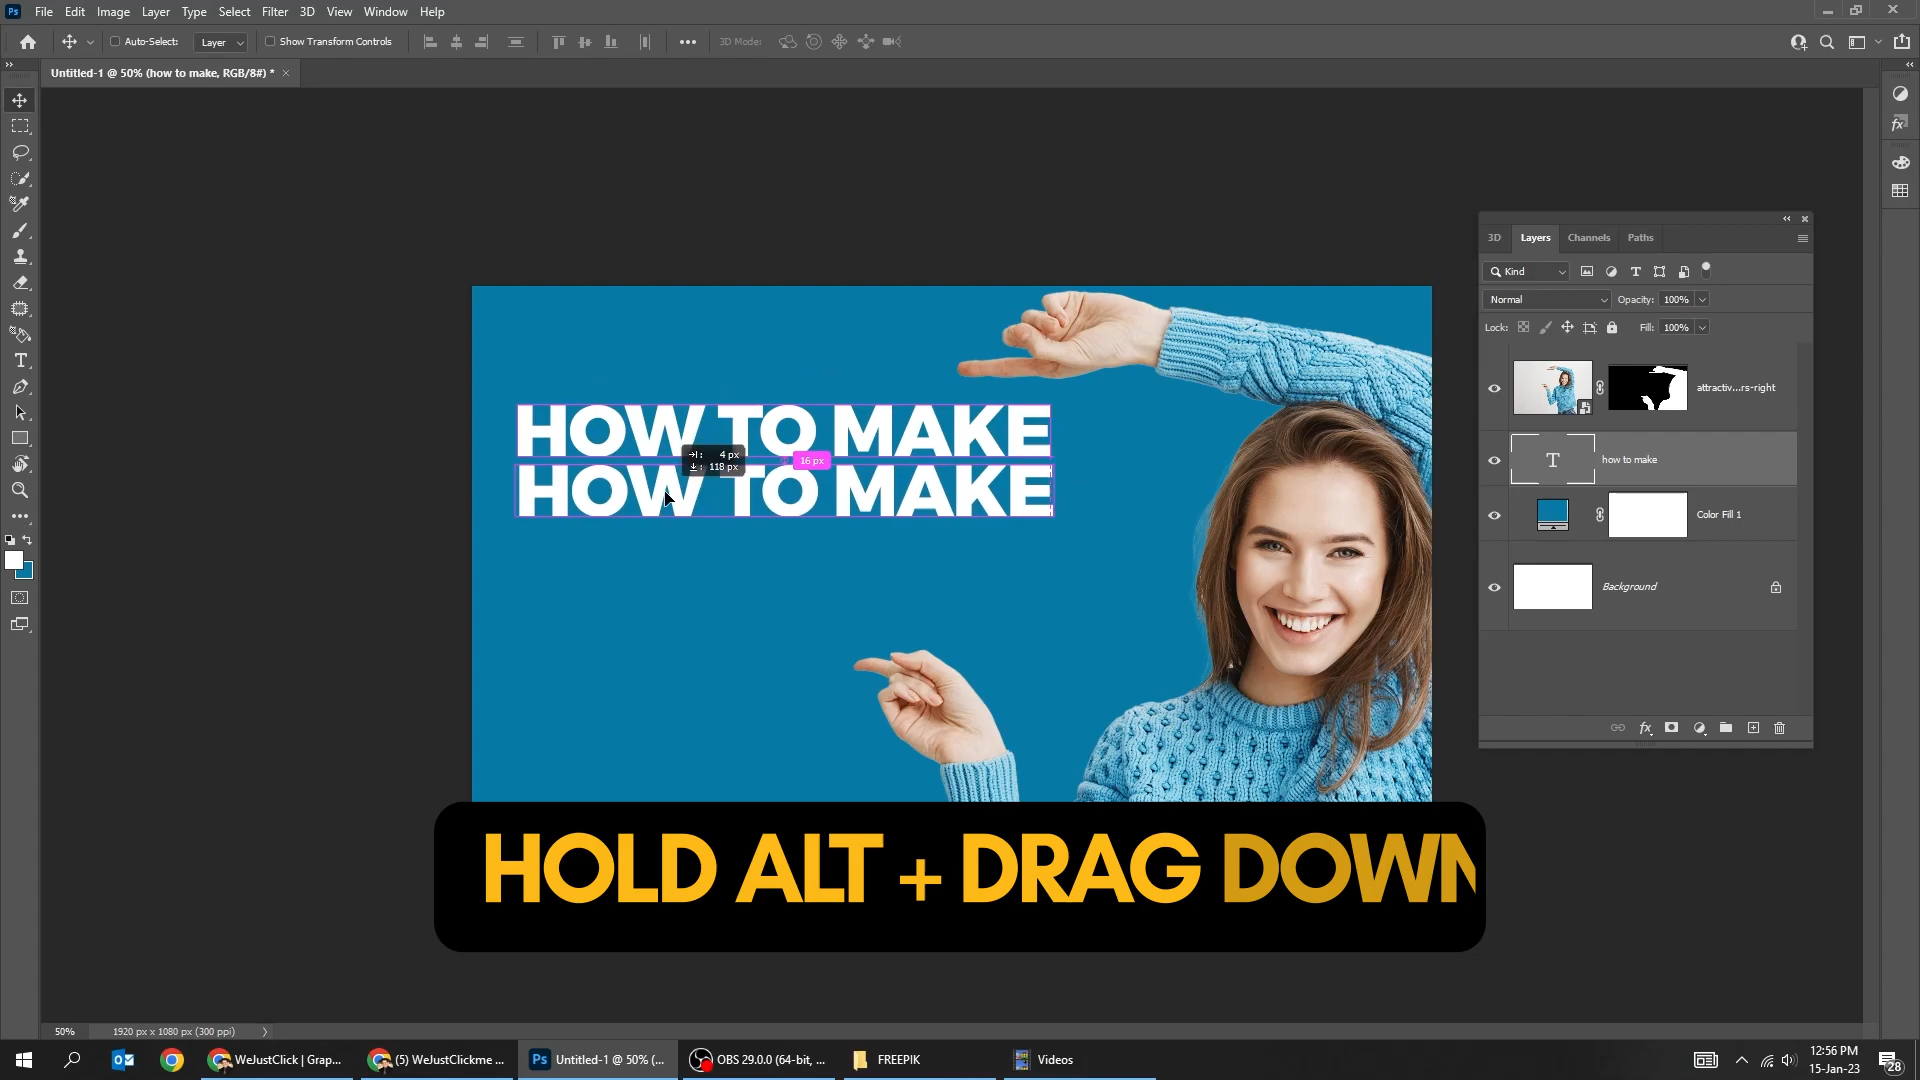 Ps File Edit Image Layer Type Select Filter 3D View Window Help
Auto-Select: Layer Show Transform Controls 3D Mode:
Untitled-1 @ 50% (how to make, RGB/8#) *
3D Layers Channels Paths
Kind
Normal Opacity: 100%
Lock: Fill: 100%
attractiv...rs-right
T how to make
Color Fill 1
Background
HOW TO MAKE
4 px
118 px
16 px
HOW TO MAKE
HOLD ALT + DRAG DOWN
50% 1920 px x 1080 px (300 ppi)
WeJustClick | Grap... (5) WeJustClickme ... Ps Untitled-1 @ 50% (... OBS 29.0.0 (64-bit, ... FREEPIK Videos
12:56 PM
15-Jan-23
28